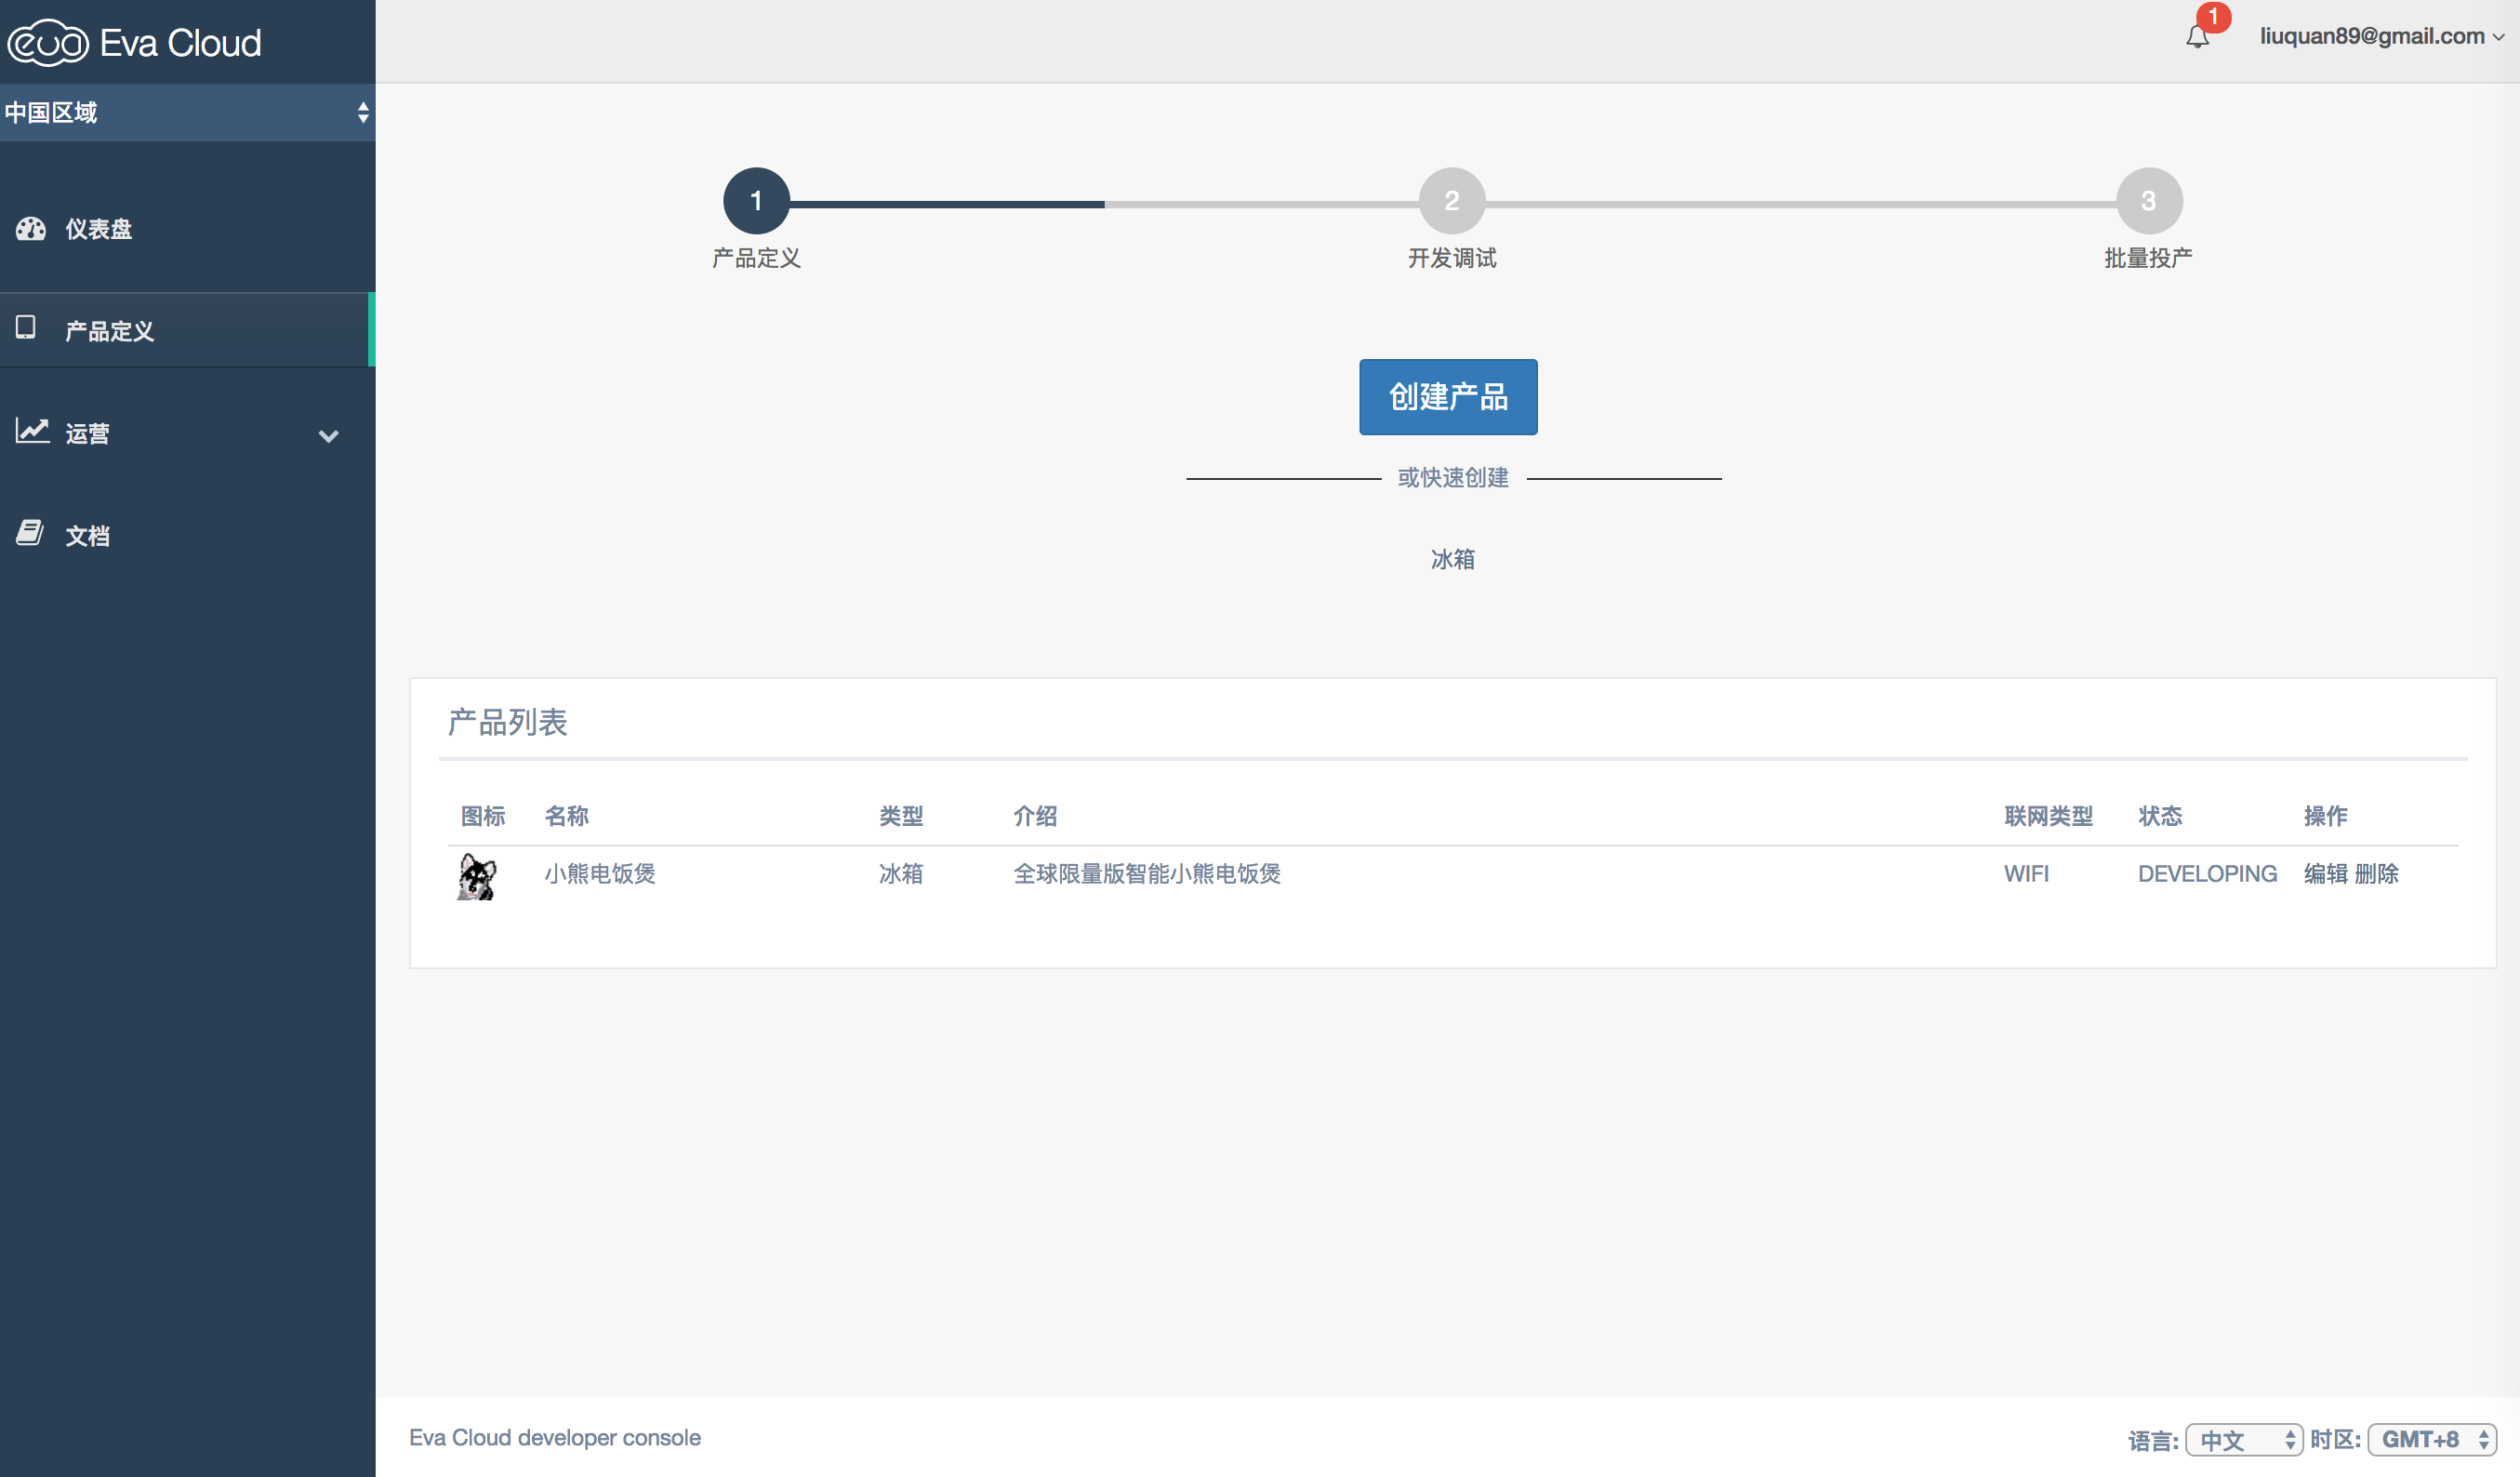 eva Eva Cloud
1
liuquan89@gmail.com
中国区域
仪表盘
产品定义
运营
文档
1
2
3
产品定义
开发调试
批量投产
创建产品
或快速创建
冰箱
产品列表
图标 名称 类型 介绍 联网类型 状态 操作
小熊电饭煲 冰箱 全球限量版智能小熊电饭煲 WIFI DEVELOPING 编辑 删除
Eva Cloud developer console
语言: 中文 时区: GMT+8